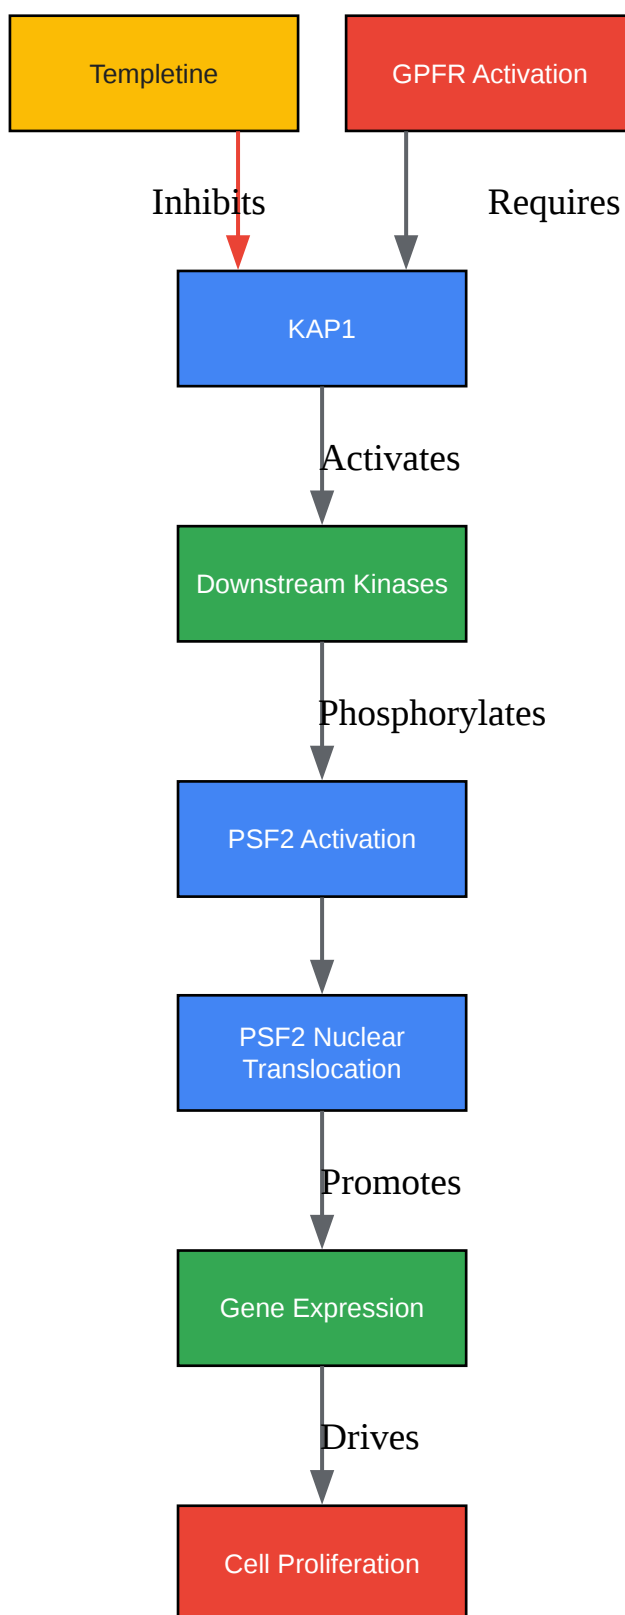 Templetine
GPFR Activation
Inhibits
Requires
KAP1
Activates
Downstream Kinases
Phosphorylates
PSF2 Activation
PSF2 Nuclear
Translocation
Promotes
Gene Expression
Drives
Cell Proliferation